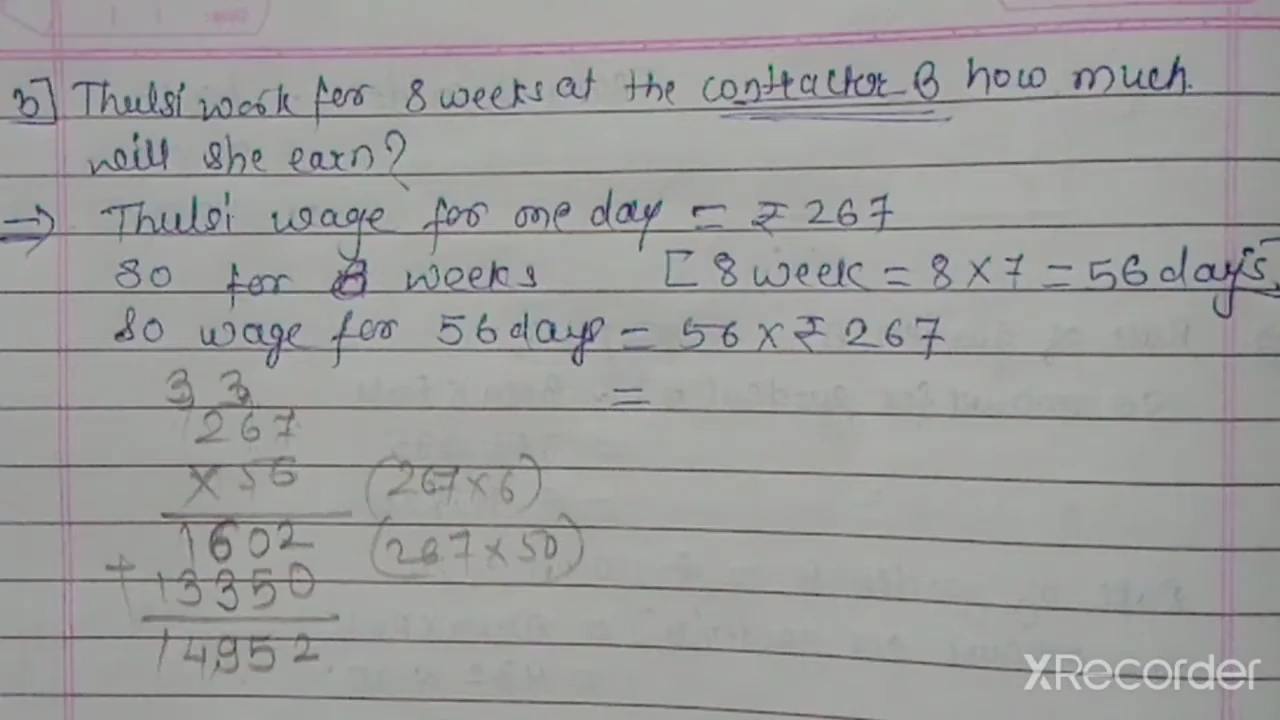 b] Thulsi work for 8 weeks at the contractor B how much
will she earn?
⇒ Thulsi wage for one day = ₹ 267
So for 8 weeks [8 week = 8 × 7 = 56 days]
So wage for 56 days = 56 × ₹ 267
=
3 3
267
× 56 (267 × 6)
1602 (267 × 50)
+ 13350
14,952
XRecorder